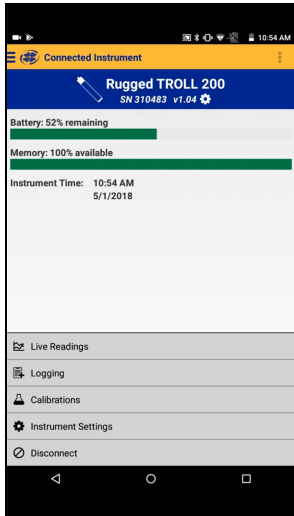 10:54 AM
Connected Instrument
Rugged TROLL 200
SN 310483 v1.04
Battery: 52% remaining
Memory: 100% available
Instrument Time: 10:54 AM
5/1/2018
Live Readings
Logging
Calibrations
Instrument Settings
Disconnect